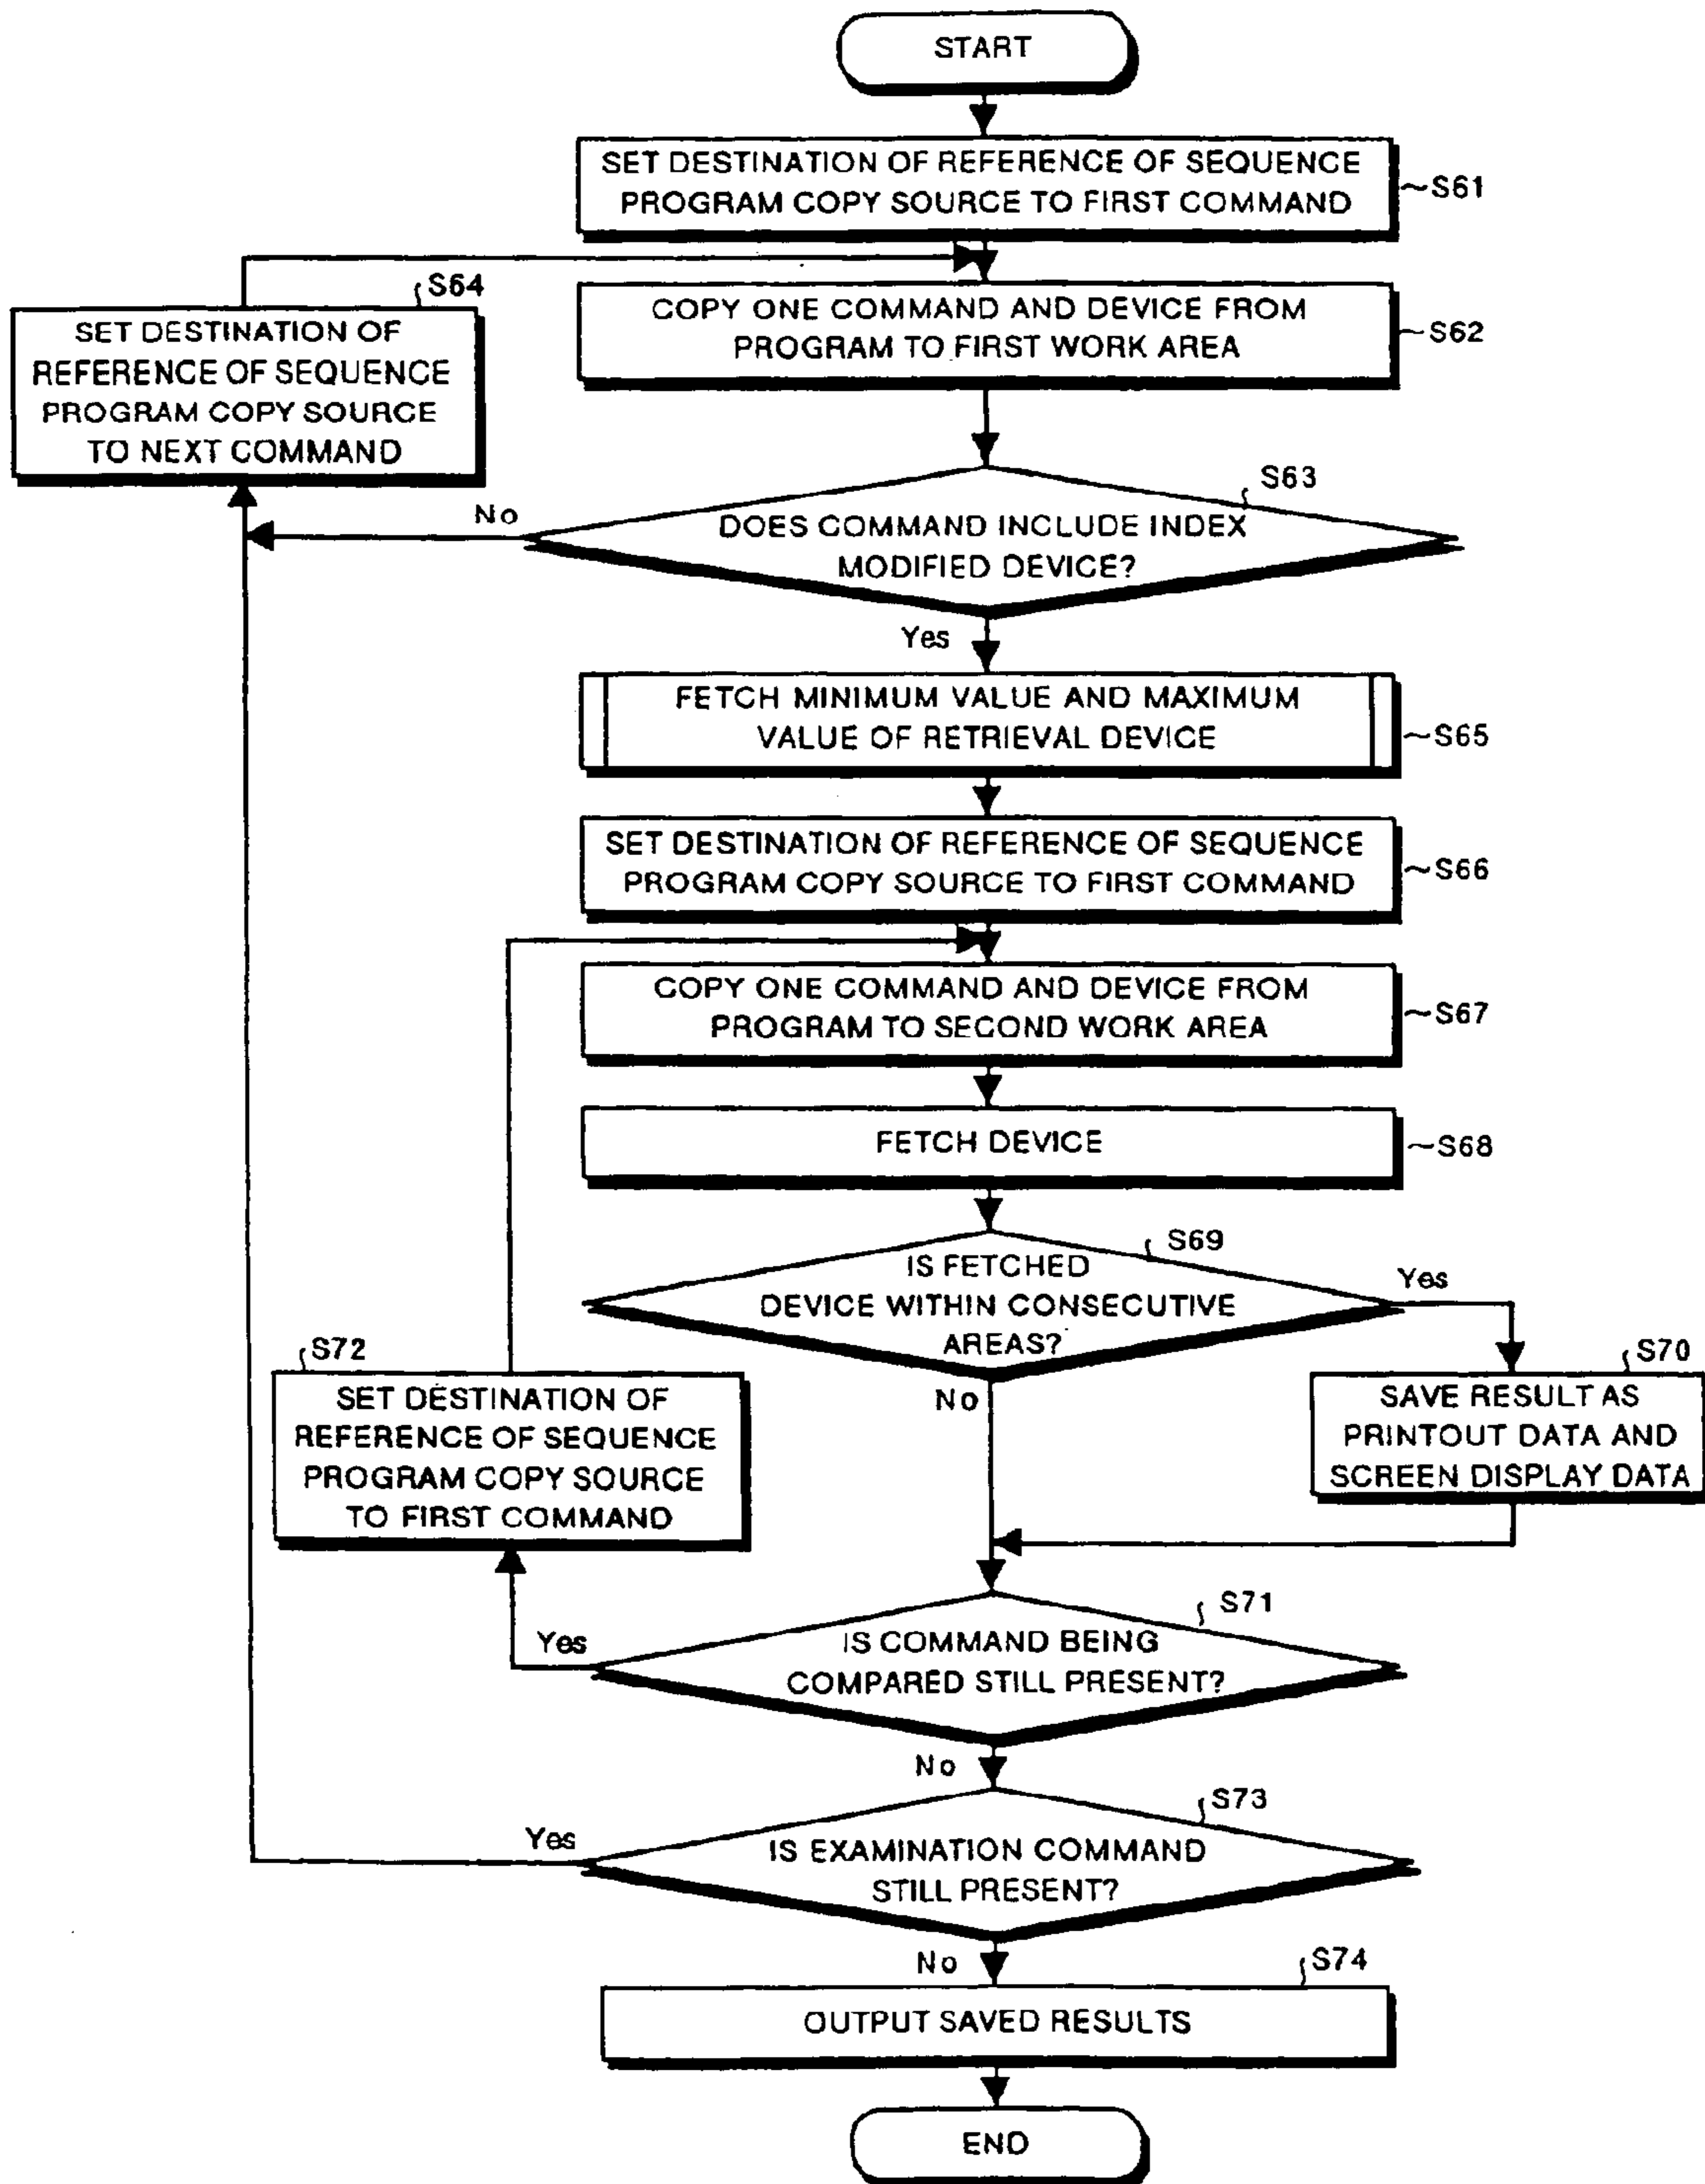 START
SET DESTINATION OF REFERENCE OF SEQUENCE
PROGRAM COPY SOURCE TO FIRST COMMAND
~S61
S64
SET DESTINATION OF
REFERENCE OF SEQUENCE
PROGRAM COPY SOURCE
TO NEXT COMMAND
COPY ONE COMMAND AND DEVICE FROM
PROGRAM TO FIRST WORK AREA
~S62
S63
No
DOES COMMAND INCLUDE INDEX
MODIFIED DEVICE?
Yes
FETCH MINIMUM VALUE AND MAXIMUM
VALUE OF RETRIEVAL DEVICE
~S65
SET DESTINATION OF REFERENCE OF SEQUENCE
PROGRAM COPY SOURCE TO FIRST COMMAND
~S66
COPY ONE COMMAND AND DEVICE FROM
PROGRAM TO SECOND WORK AREA
~S67
FETCH DEVICE
~S68
S69
IS FETCHED
DEVICE WITHIN CONSECUTIVE
AREAS?
Yes
No
S70
SAVE RESULT AS
PRINTOUT DATA AND
SCREEN DISPLAY DATA
S72
SET DESTINATION OF
REFERENCE OF SEQUENCE
PROGRAM COPY SOURCE
TO FIRST COMMAND
S71
Yes
IS COMMAND BEING
COMPARED STILL PRESENT?
No
S73
Yes
IS EXAMINATION COMMAND
STILL PRESENT?
No
S74
OUTPUT SAVED RESULTS
END